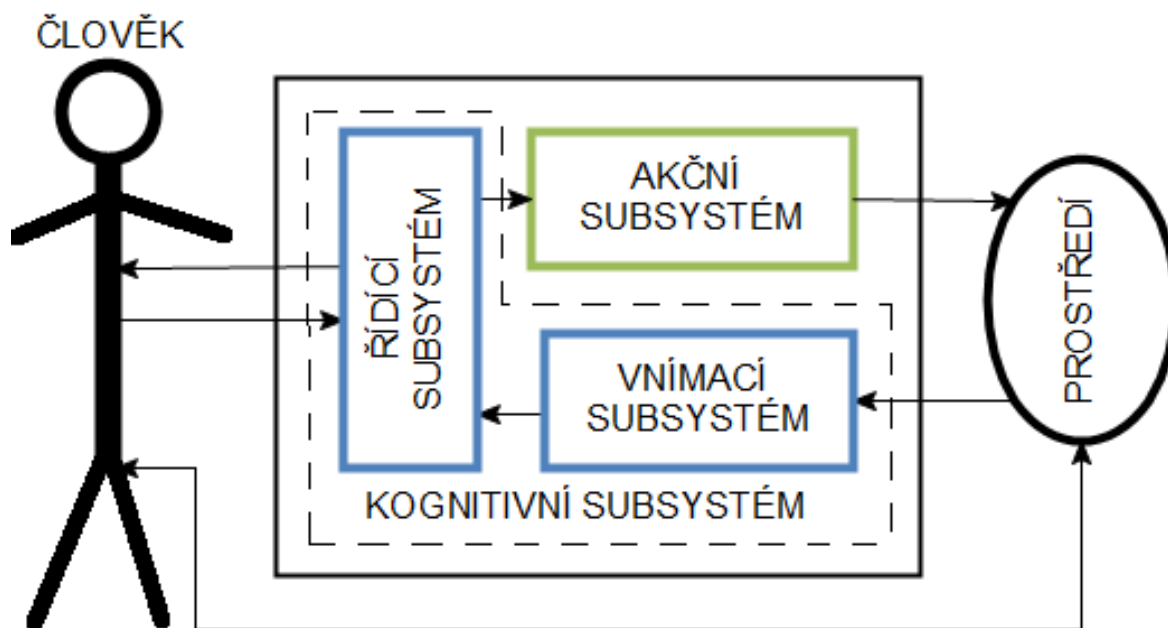 ČLOVĚK
ŘÍDÍCÍ
SUBSYSTÉM
AKČNÍ
SUBSYSTÉM
VNÍMACÍ
SUBSYSTÉM
KOGNITIVNÍ SUBSYSTÉM
PROSTŘEDÍ